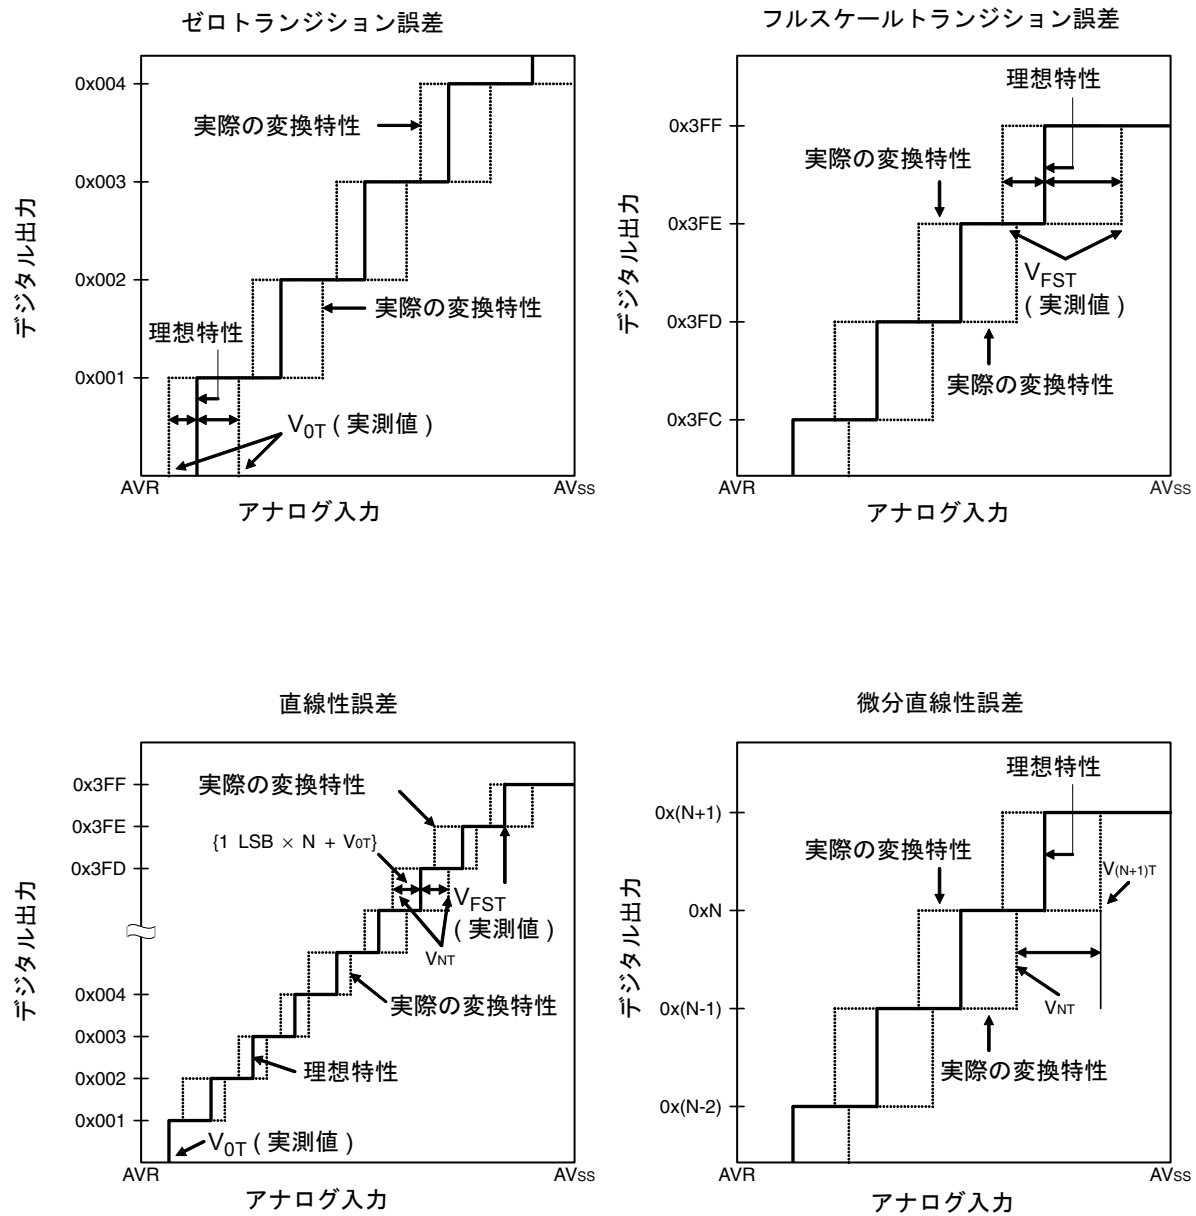 ゼロトランジション誤差
0x004
0x003
0x002
0x001
デジタル出力
実際の変換特性
実際の変換特性
理想特性
V0T ( 実測値 )
AVR
AVSS
アナログ入力
フルスケールトランジション誤差
0x3FF
0x3FE
0x3FD
0x3FC
デジタル出力
理想特性
実際の変換特性
VFST
( 実測値 )
実際の変換特性
AVR
AVSS
アナログ入力
直線性誤差
0x3FF
0x3FE
0x3FD
0x004
0x003
0x002
0x001
デジタル出力
実際の変換特性
{1 LSB × N + V0T}
VFST
( 実測値 )
VNT
実際の変換特性
理想特性
V0T ( 実測値 )
AVR
AVSS
アナログ入力
微分直線性誤差
0x(N+1)
0xN
0x(N-1)
0x(N-2)
デジタル出力
理想特性
実際の変換特性
V(N+1)T
VNT
実際の変換特性
AVR
AVSS
アナログ入力